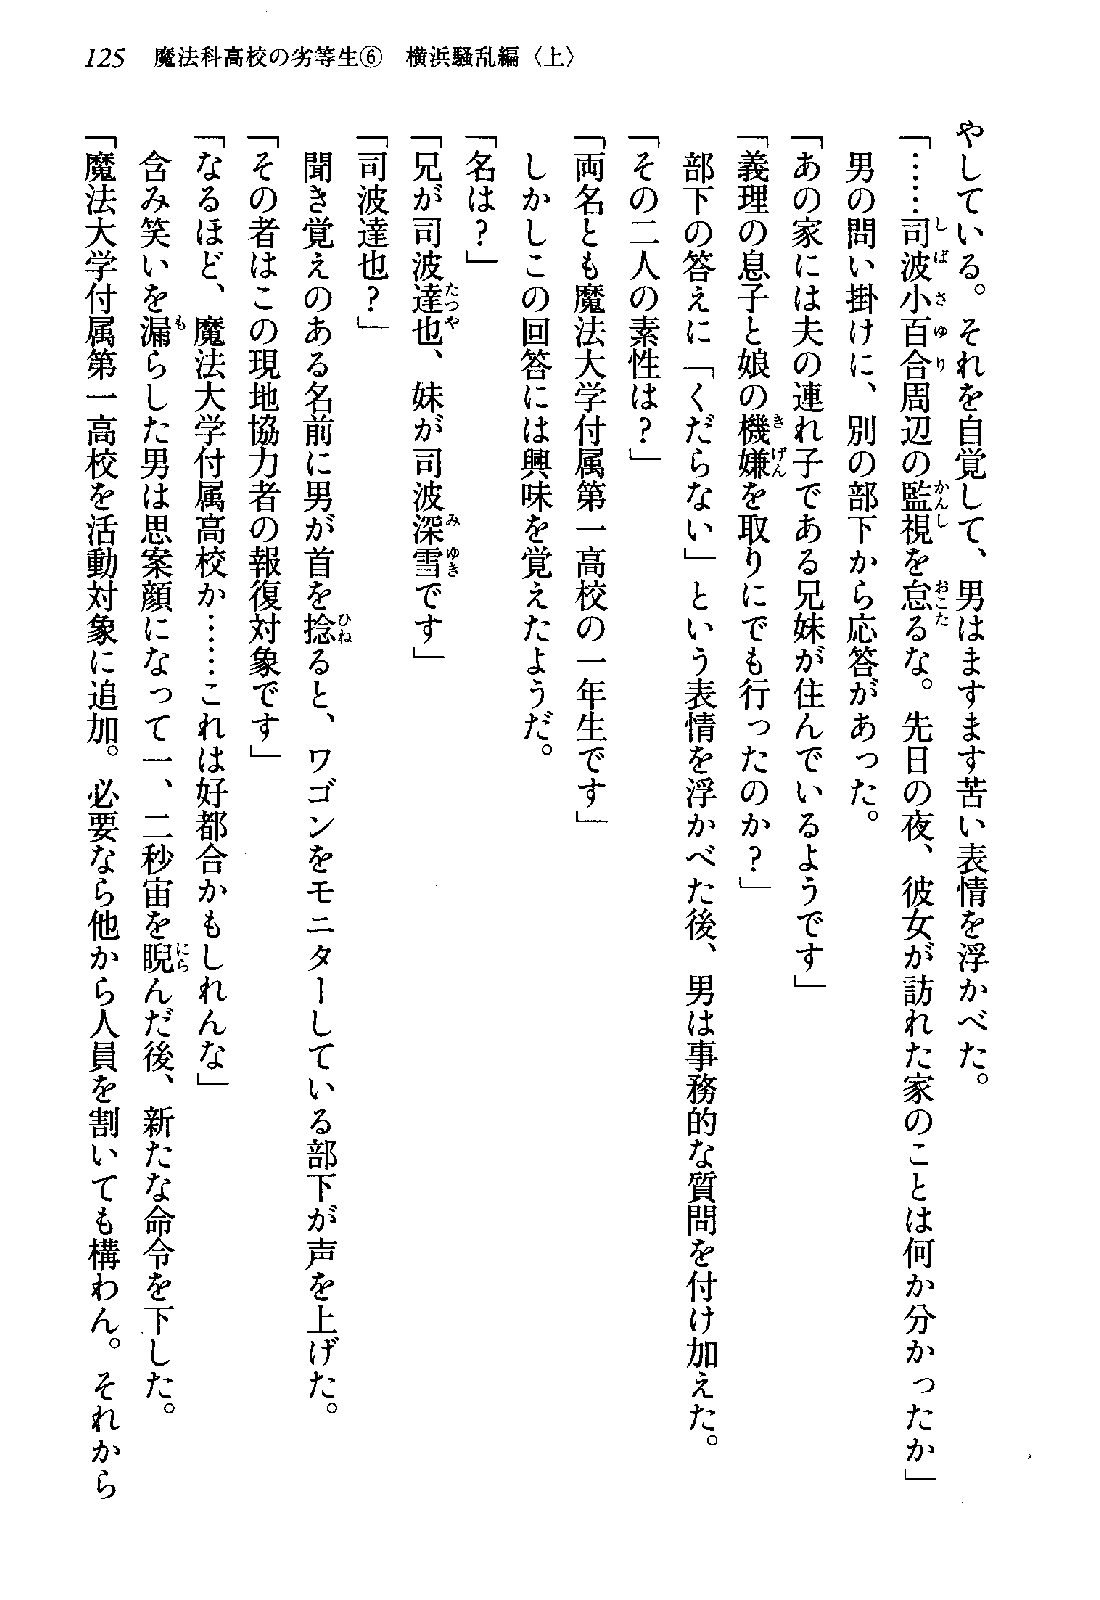 125　魔法科高校の劣等生⑥　横浜騒乱編〈上〉
やしている。それを自覚して、男はますます苦い表情を浮かべた。
「……司波小百合周辺の監視を怠るな。先日の夜、彼女が訪れた家のことは何か分かったか」
男の問い掛けに、別の部下から応答があった。
「あの家には夫の連れ子である兄妹が住んでいるようです」
「義理の息子と娘の機嫌を取りにでも行ったのか？」
部下の答えに「くだらない」という表情を浮かべた後、男は事務的な質問を付け加えた。
「その二人の素性は？」
「両名とも魔法大学付属第一高校の一年生です」
しかしこの回答には興味を覚えたようだ。
「名は？」
「兄が司波達也、妹が司波深雪です」
「司波達也？」
聞き覚えのある名前に男が首を捻ると、ワゴンをモニターしている部下が声を上げた。
「その者はこの現地協力者の報復対象です」
「なるほど、魔法大学付属高校か……これは好都合かもしれんな」
含み笑いを漏らした男は思案顔になって一、二秒宙を睨んだ後、新たな命令を下した。
「魔法大学付属第一高校を活動対象に追加。必要なら他から人員を割いても構わん。それから